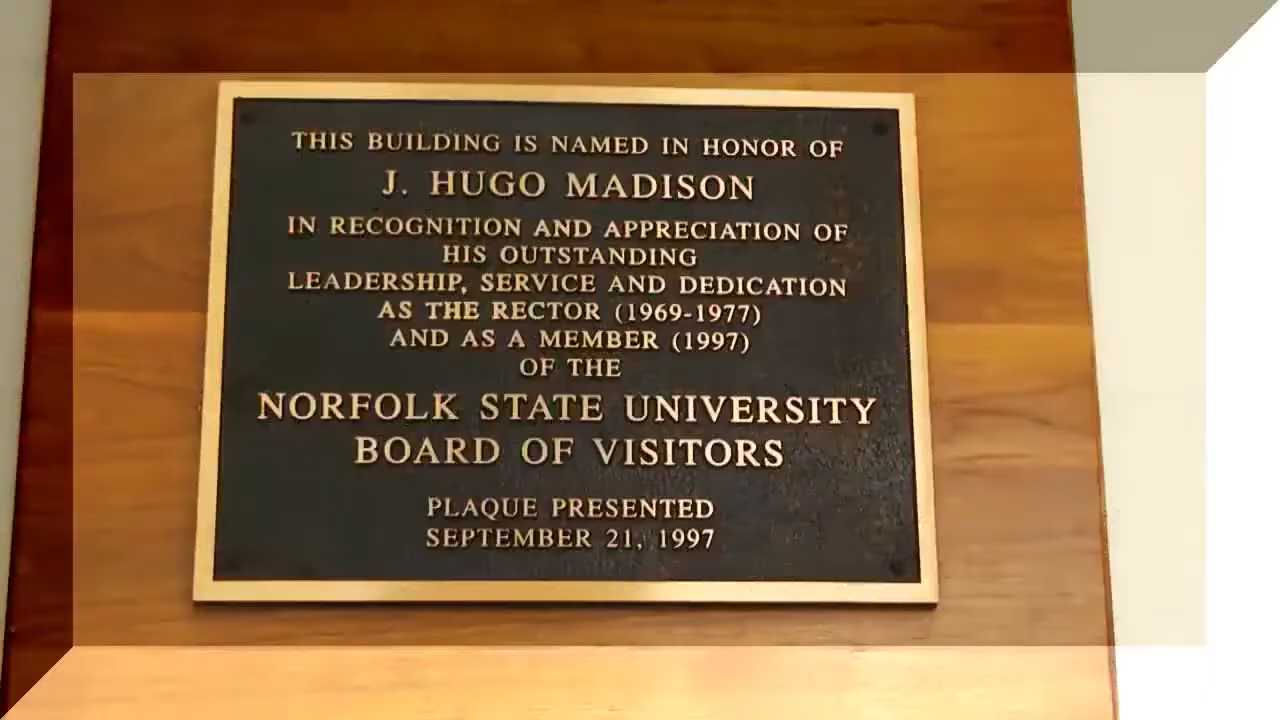 THIS BUILDING IS NAMED IN HONOR OF
J. HUGO MADISON
IN RECOGNITION AND APPRECIATION OF
HIS OUTSTANDING
LEADERSHIP, SERVICE AND DEDICATION
AS THE RECTOR (1969-1977)
AND AS A MEMBER (1997)
OF THE
NORFOLK STATE UNIVERSITY
BOARD OF VISITORS
PLAQUE PRESENTED
SEPTEMBER 21, 1997